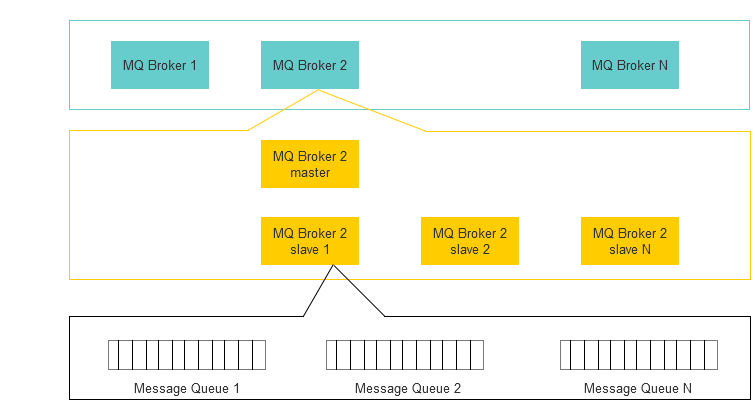 MQ Broker 1
MQ Broker 2
MQ Broker N
MQ Broker 2
master
MQ Broker 2
slave 1
MQ Broker 2
slave 2
MQ Broker 2
slave N
Message Queue 1
Message Queue 2
Message Queue N